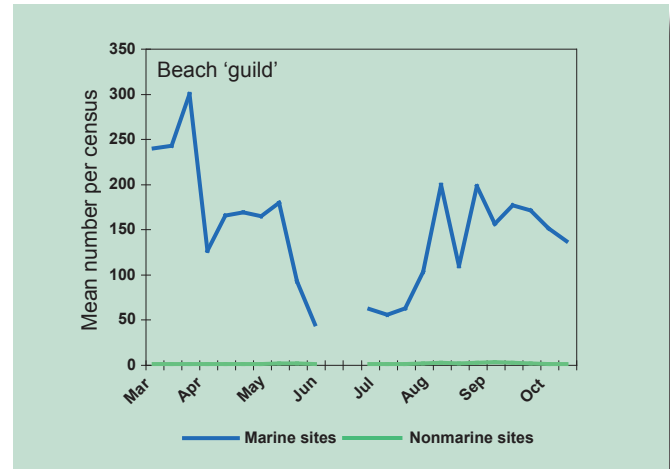 Beach ‘guild’
Mean number per census
350
300
250
200
150
100
50
0
Mar
Apr
May
Jun
Jul
Aug
Sep
Oct
Marine sites
Nonmarine sites